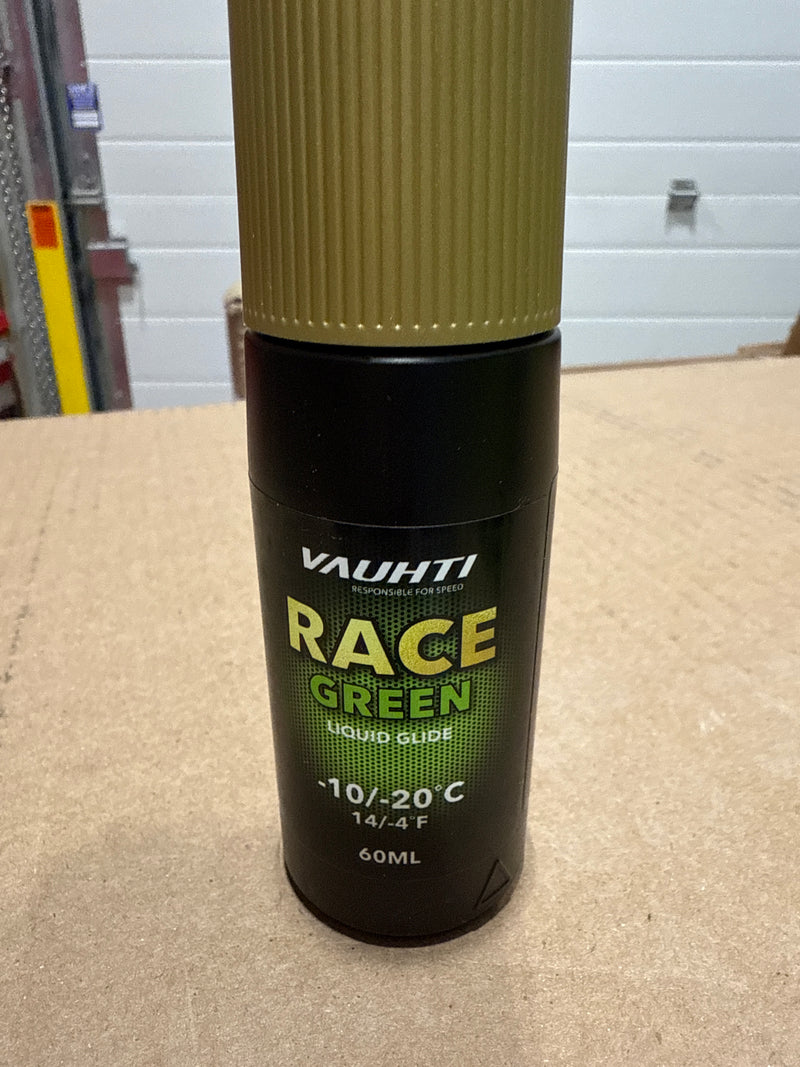 VAUHTI
RESPONSIBLE FOR SPEED
RACE
GREEN
LIQUID GLIDE
-10/-20°C
14/-4°F
60ML